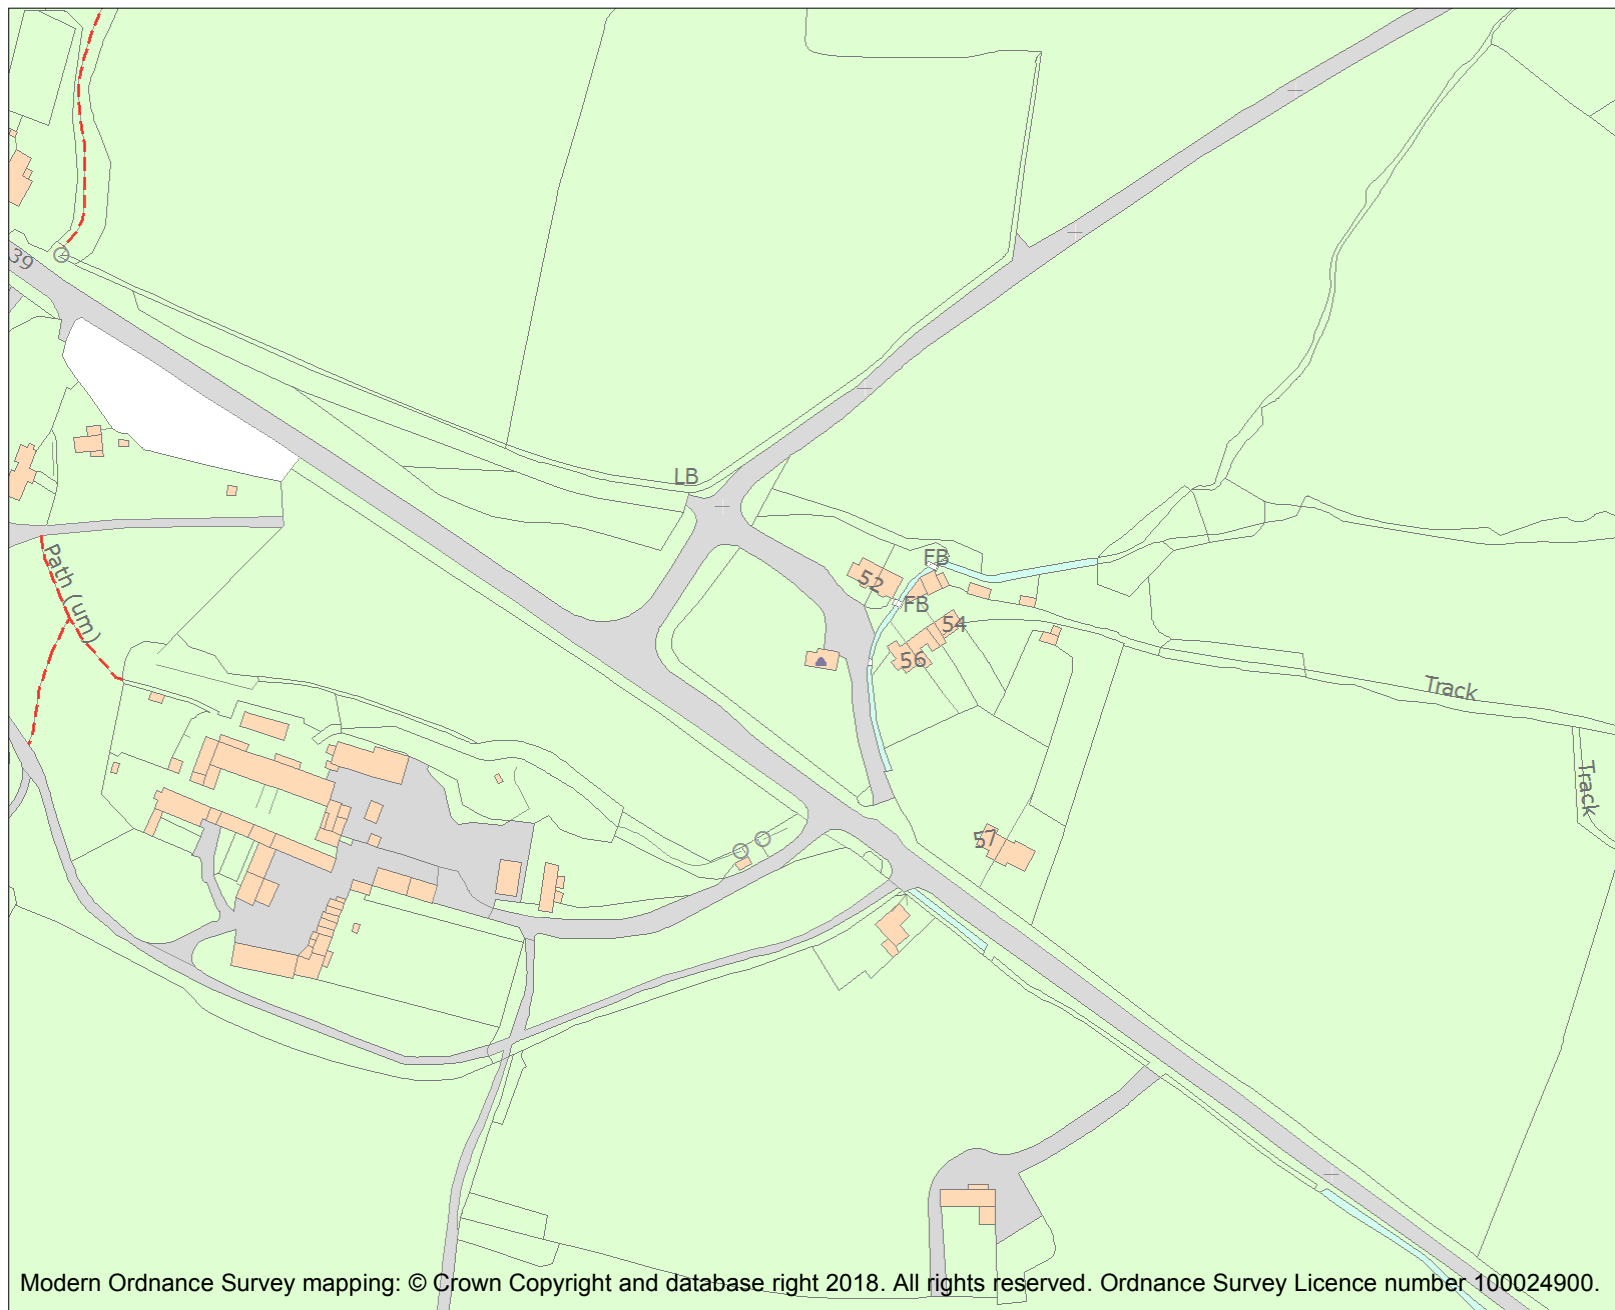 39
LB
FB
52
FB
54
56
Path (um)
Track
Track
57
Modern Ordnance Survey mapping: © Crown Copyright and database right 2018. All rights reserved. Ordnance Survey Licence number 100024900.